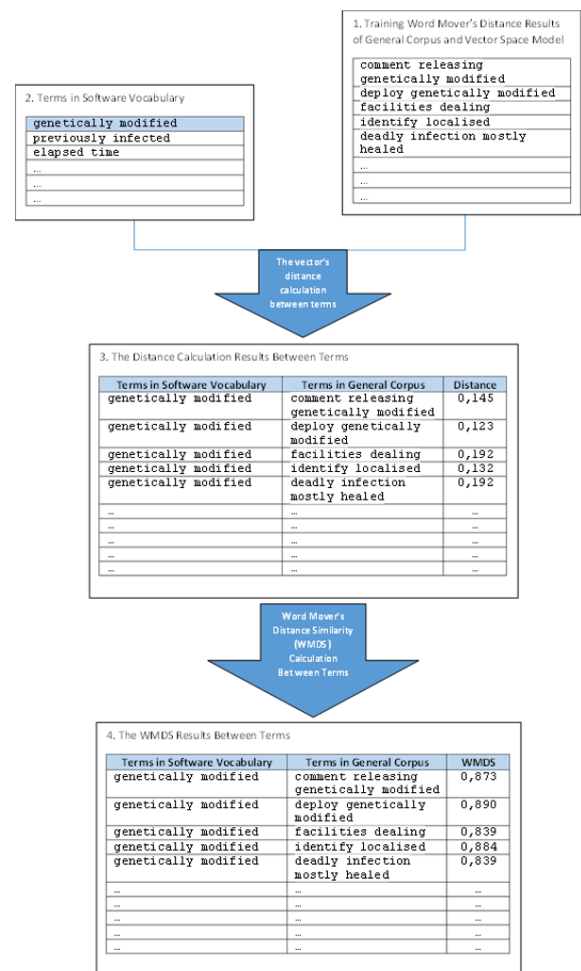 1. Training Word Mover's Distance Results
of General Corpus and Vector Space Model
comment releasing
genetically modified
deploy genetically modified
facilities dealing
identify localised
deadly infection mostly
healed
…
…
…
2. Terms in Software Vocabulary
genetically modified
previously infected
elapsed time
…
…
…
The vector's
distance
calculation
between terms
3. The Distance Calculation Results Between Terms
Terms in Software Vocabulary Terms in General Corpus Distance
genetically modified comment releasing 0,145
genetically modified
genetically modified deploy genetically 0,123
modified
genetically modified facilities dealing 0,192
genetically modified identify localised 0,132
genetically modified deadly infection 0,192
mostly healed
… … …
… … …
… … …
… … …
… … …
Word Mover's
Distance Similarity
(WMDS)
Calculation
Between Terms
4. The WMDS Results Between Terms
Terms in Software Vocabulary Terms in General Corpus WMDS
genetically modified comment releasing 0,873
genetically modified
genetically modified deploy genetically 0,890
modified
genetically modified facilities dealing 0,839
genetically modified identify localised 0,884
genetically modified deadly infection 0,839
mostly healed
… … …
… … …
… … …
… … …
… … …